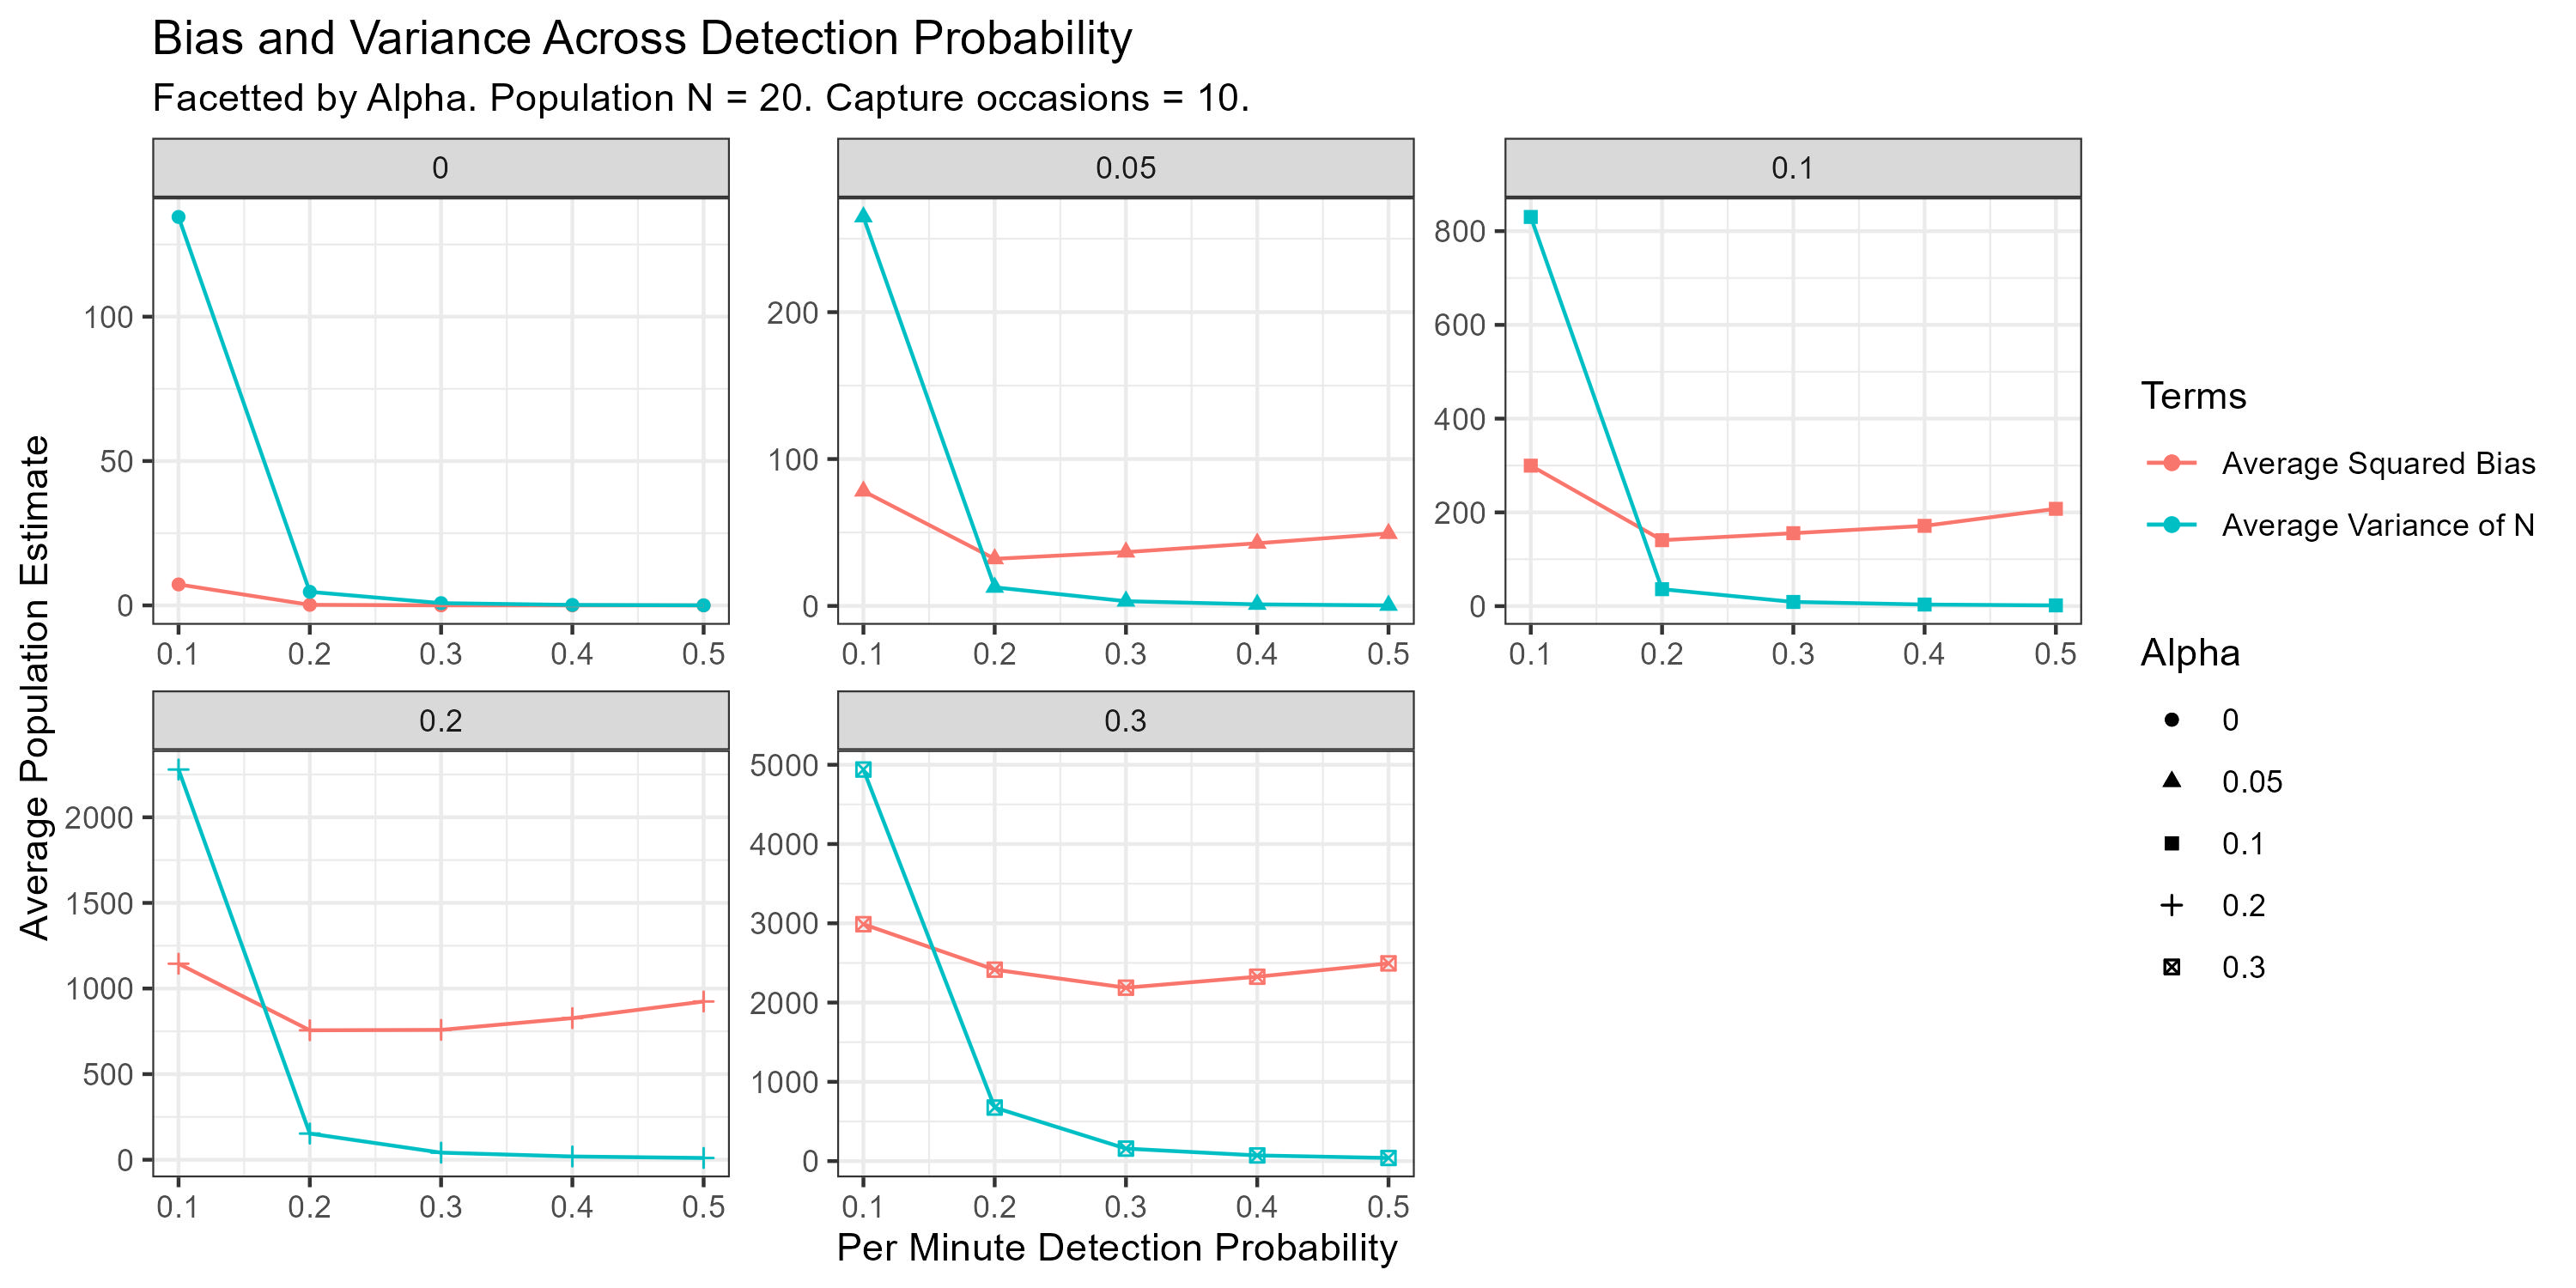 Bias and Variance Across Detection Probability
Facetted by Alpha. Population N = 20. Capture occasions = 10.
Average Population Estimate
0
100
50
0
0.1 0.2 0.3 0.4 0.5
0.05
200
100
0
0.1 0.2 0.3 0.4 0.5
0.1
800
600
400
200
0
0.1 0.2 0.3 0.4 0.5
0.2
2000
1500
1000
500
0
0.1 0.2 0.3 0.4 0.5
0.3
5000
4000
3000
2000
1000
0
0.1 0.2 0.3 0.4 0.5
Per Minute Detection Probability
Terms
Average Squared Bias
Average Variance of N
Alpha
0
0.05
0.1
0.2
0.3